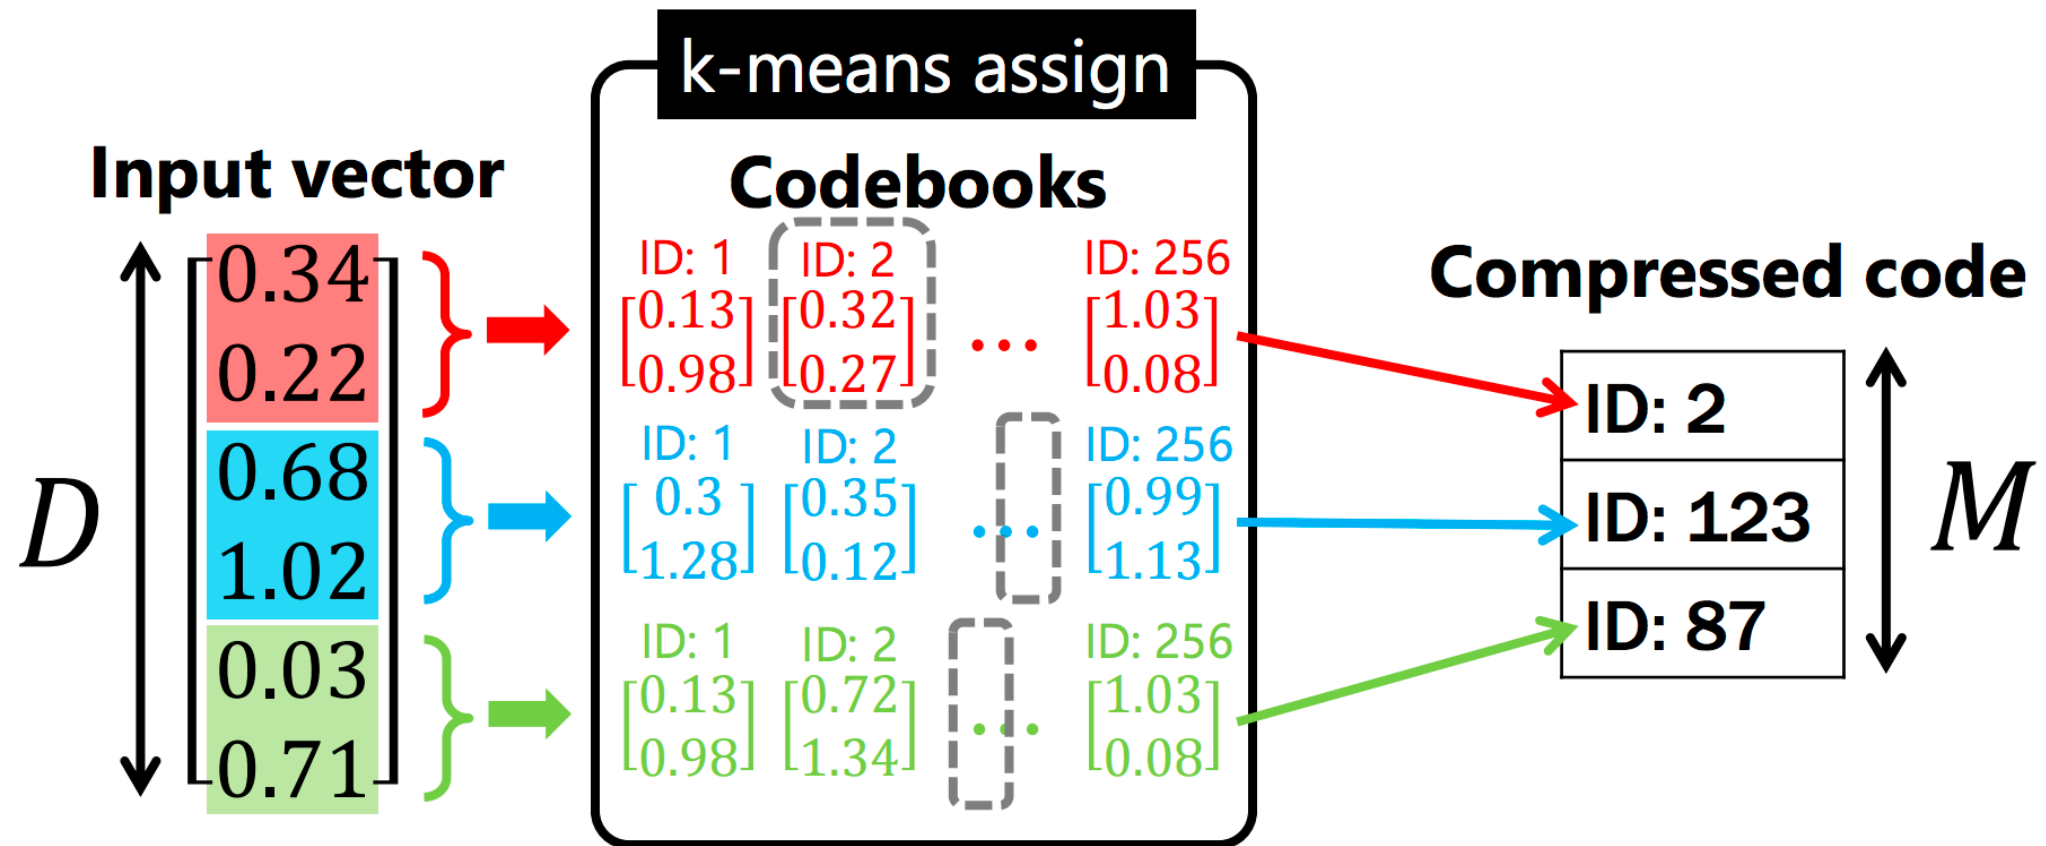 k-means assign
Input vector
Codebooks
Compressed code
D
0.34
0.22
0.68
1.02
0.03
0.71
ID: 1 ID: 2 ... ID: 256
0.13 0.32 1.03
0.98 0.27 0.08
ID: 1 ID: 2 ... ID: 256
0.3 0.35 0.99
1.28 0.12 1.13
ID: 1 ID: 2 ... ID: 256
0.13 0.72 1.03
0.98 1.34 0.08
ID: 2
ID: 123
ID: 87
M